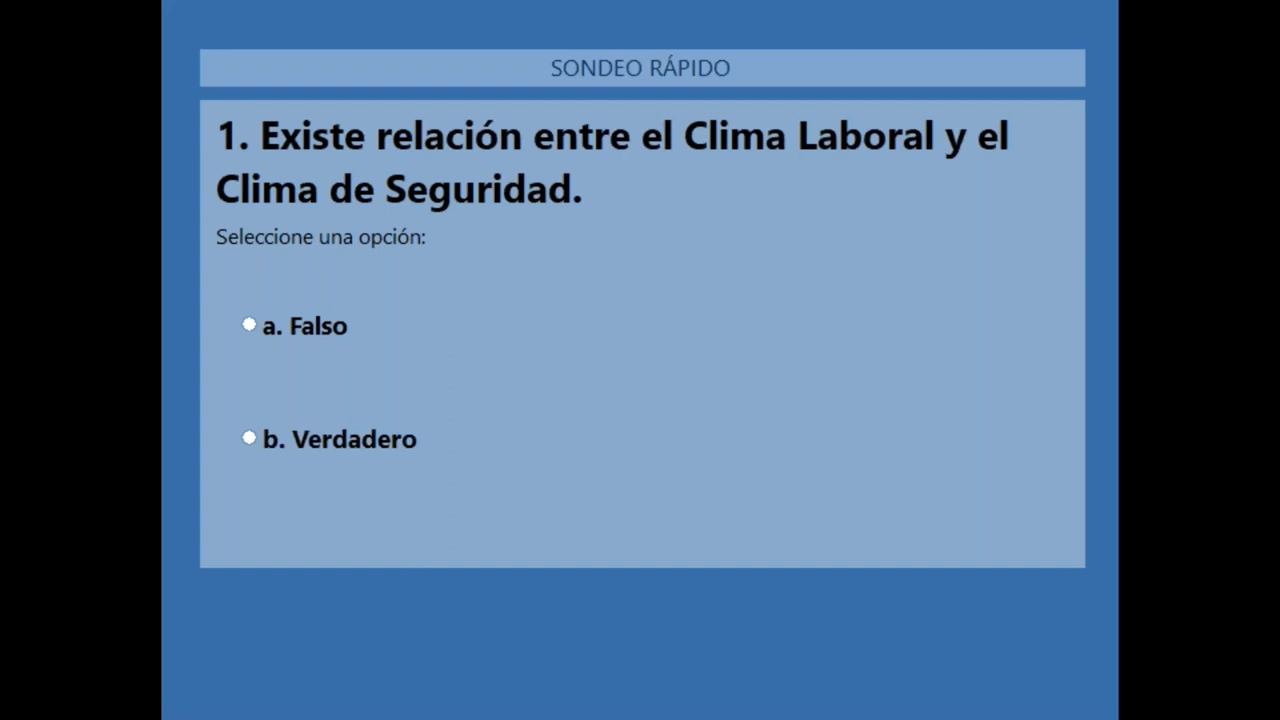 SONDEO RÁPIDO
1. Existe relación entre el Clima Laboral y el
Clima de Seguridad.
Seleccione una opción:
a. Falso
b. Verdadero